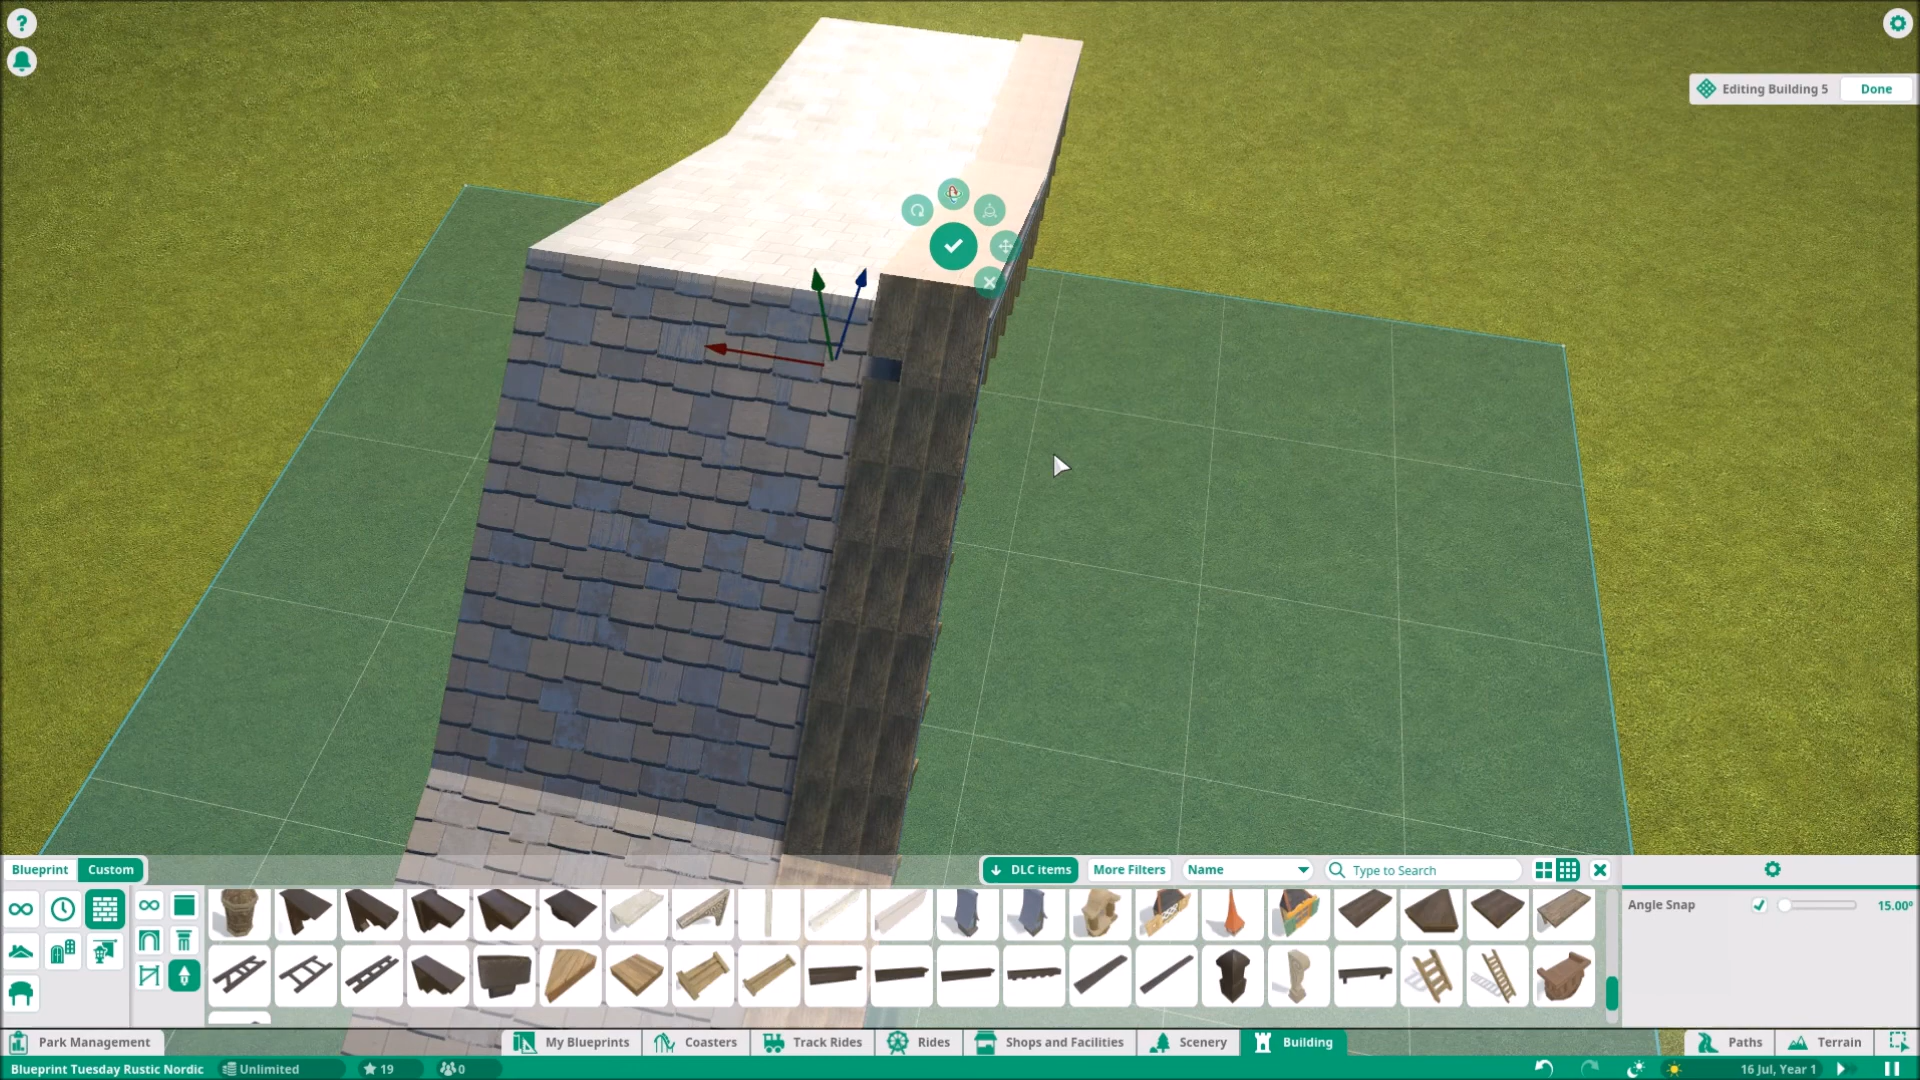 ?
Editing Building 5 Done
Blueprint Custom
DLC items More Filters Name Type to Search
Angle Snap 15.00°
Park Management My Blueprints Coasters Track Rides Rides Shops and Facilities Scenery Building Paths Terrain
Blueprint Tuesday Rustic Nordic Unlimited 19 0 16 Jul, Year 1